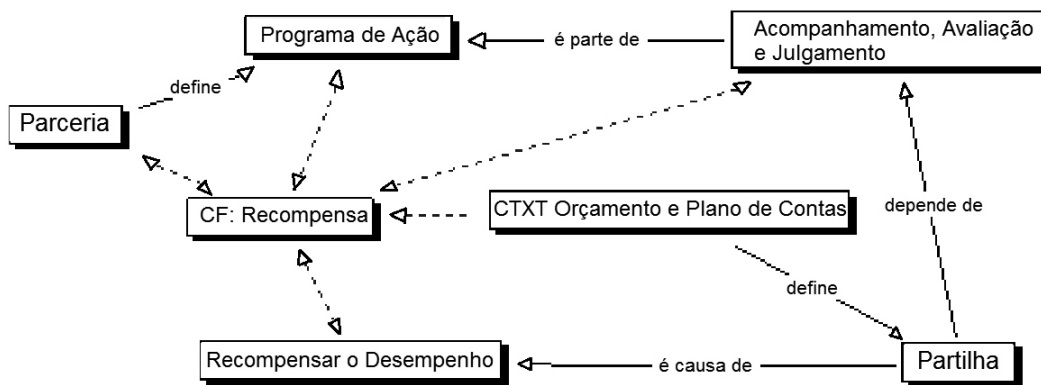 Programa de Ação
é parte de
Acompanhamento, Avaliação
e Julgamento
define
Parceria
CF: Recompensa
CTXT Orçamento e Plano de Contas
depende de
define
Recompensar o Desempenho
é causa de
Partilha